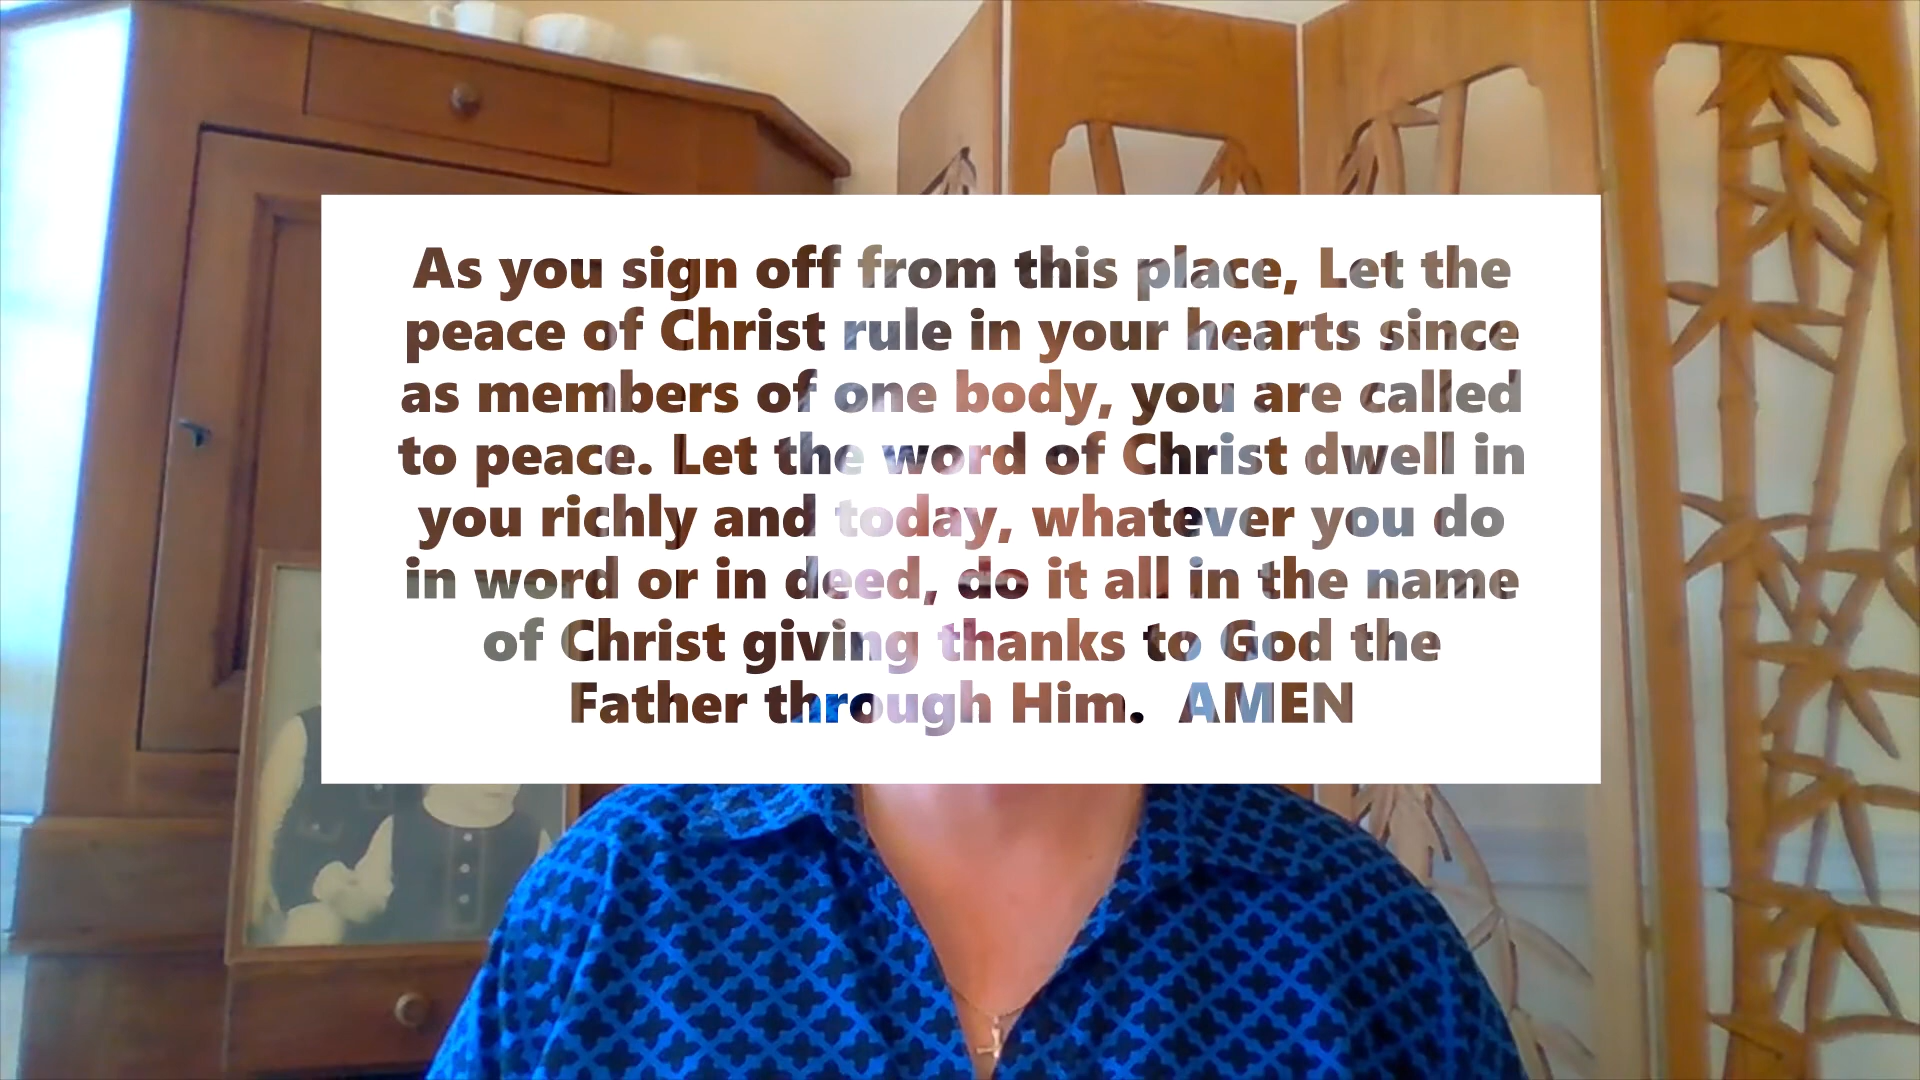 As you sign off from this place, Let the
peace of Christ rule in your hearts since
as members of one body, you are called
to peace. Let the word of Christ dwell in
you richly and today, whatever you do
in word or in deed, do it all in the name
of Christ giving thanks to God the
Father through Him.  AMEN